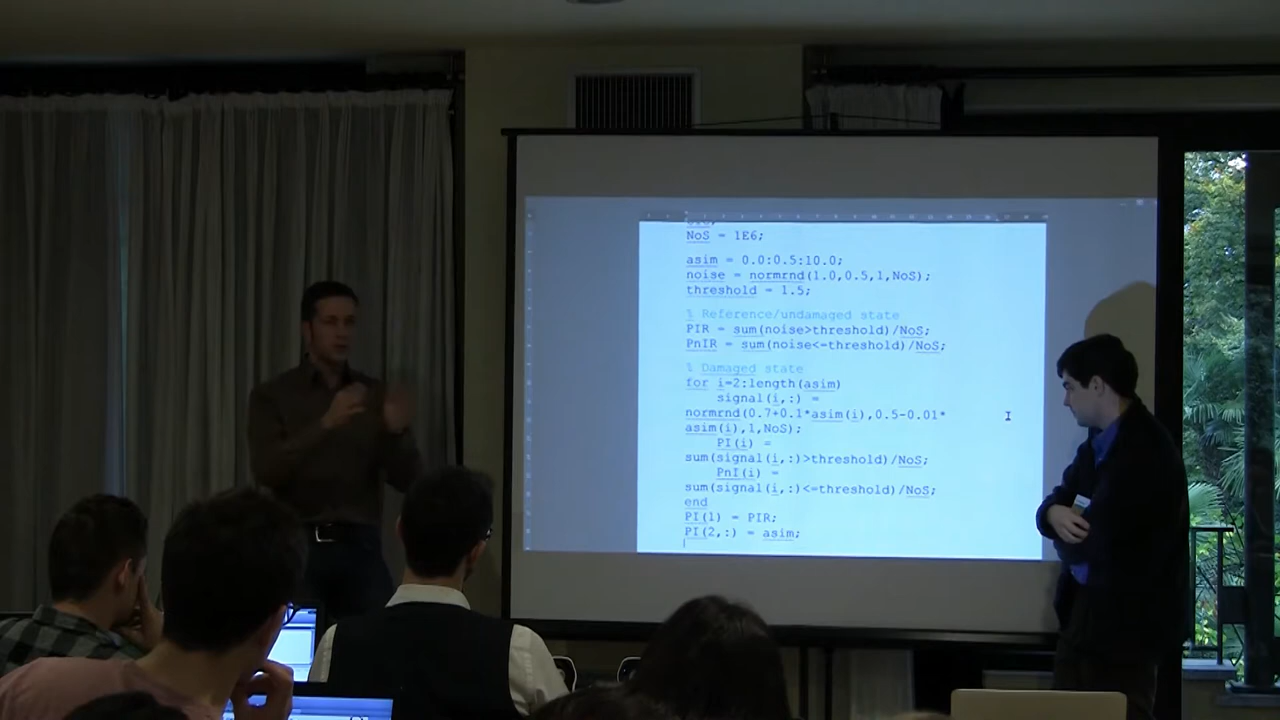 NoS = 1E6;
asim = 0.0:0.5:10.0;
noise = normrnd(1.0,0.5,1,NoS);
threshold = 1.5;
% Reference/undamaged state
PIR = sum(noise>threshold)/NoS;
PnIR = sum(noise<=threshold)/NoS;
% Damaged state
for i=2:length(asim)
signal(i,:) =
normrnd(0.7+0.1*asim(i),0.5-0.01*
asim(i),1,NoS);
PI(i) =
sum(signal(i,:)>threshold)/NoS;
PnI(i) =
sum(signal(i,:)<=threshold)/NoS;
end
PI(1) = PIR;
PI(2,:) = asim;